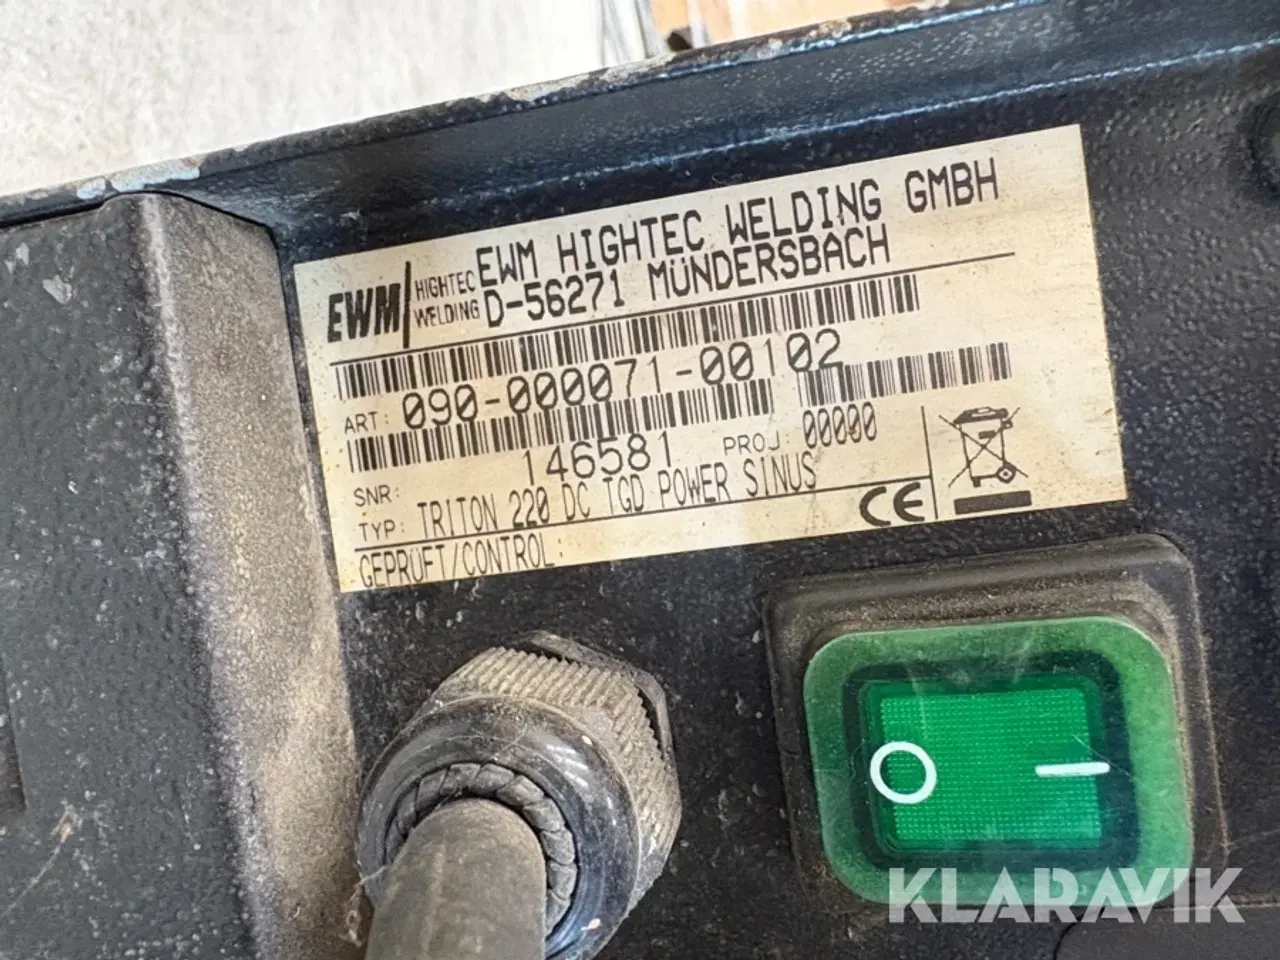 EWM HIGHTEC WELDING GMBH
EWM/ HIGHTEC WELDING
D-56271 MÜNDERSBACH
ART: 090-000071-00102
SNR: 146581 PROJ: 00000
TYP: TRITON 220 DC TGD POWER SINUS
GEPRÜFT/CONTROL:
CE
KLARAVIK